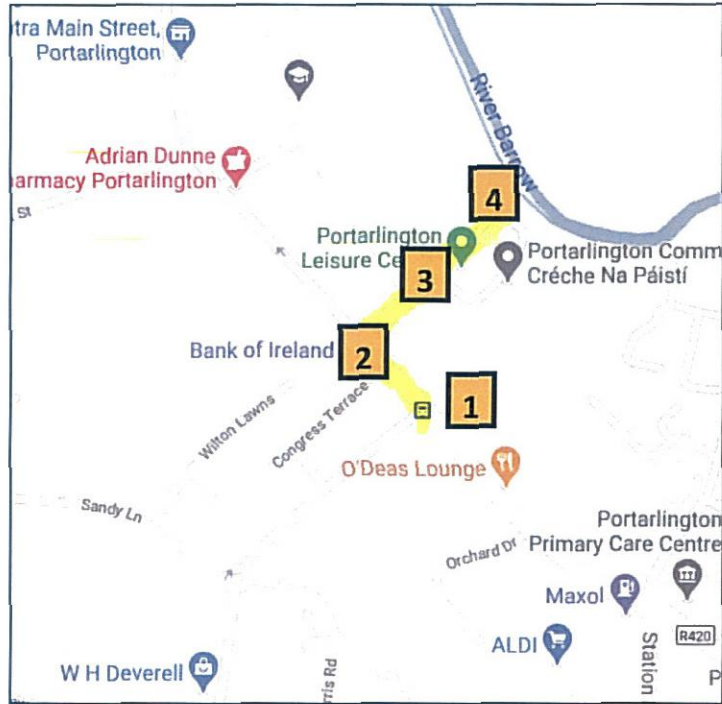 tra Main Street,
Portarlington
River Barrow
Adrian Dunne
armacy Portarlington
St
4
Portarlington
Leisure Ce
3
Portarlington Comm
Créche Na Páistí
Bank of Ireland
2
1
Wilton Lawns
Congress Terrace
O'Deas Lounge
Sandy Ln
Orchard Dr
Portarlington
Primary Care Centre
Maxol
R420
ALDI
Station
W H Deverell
rris Rd
P